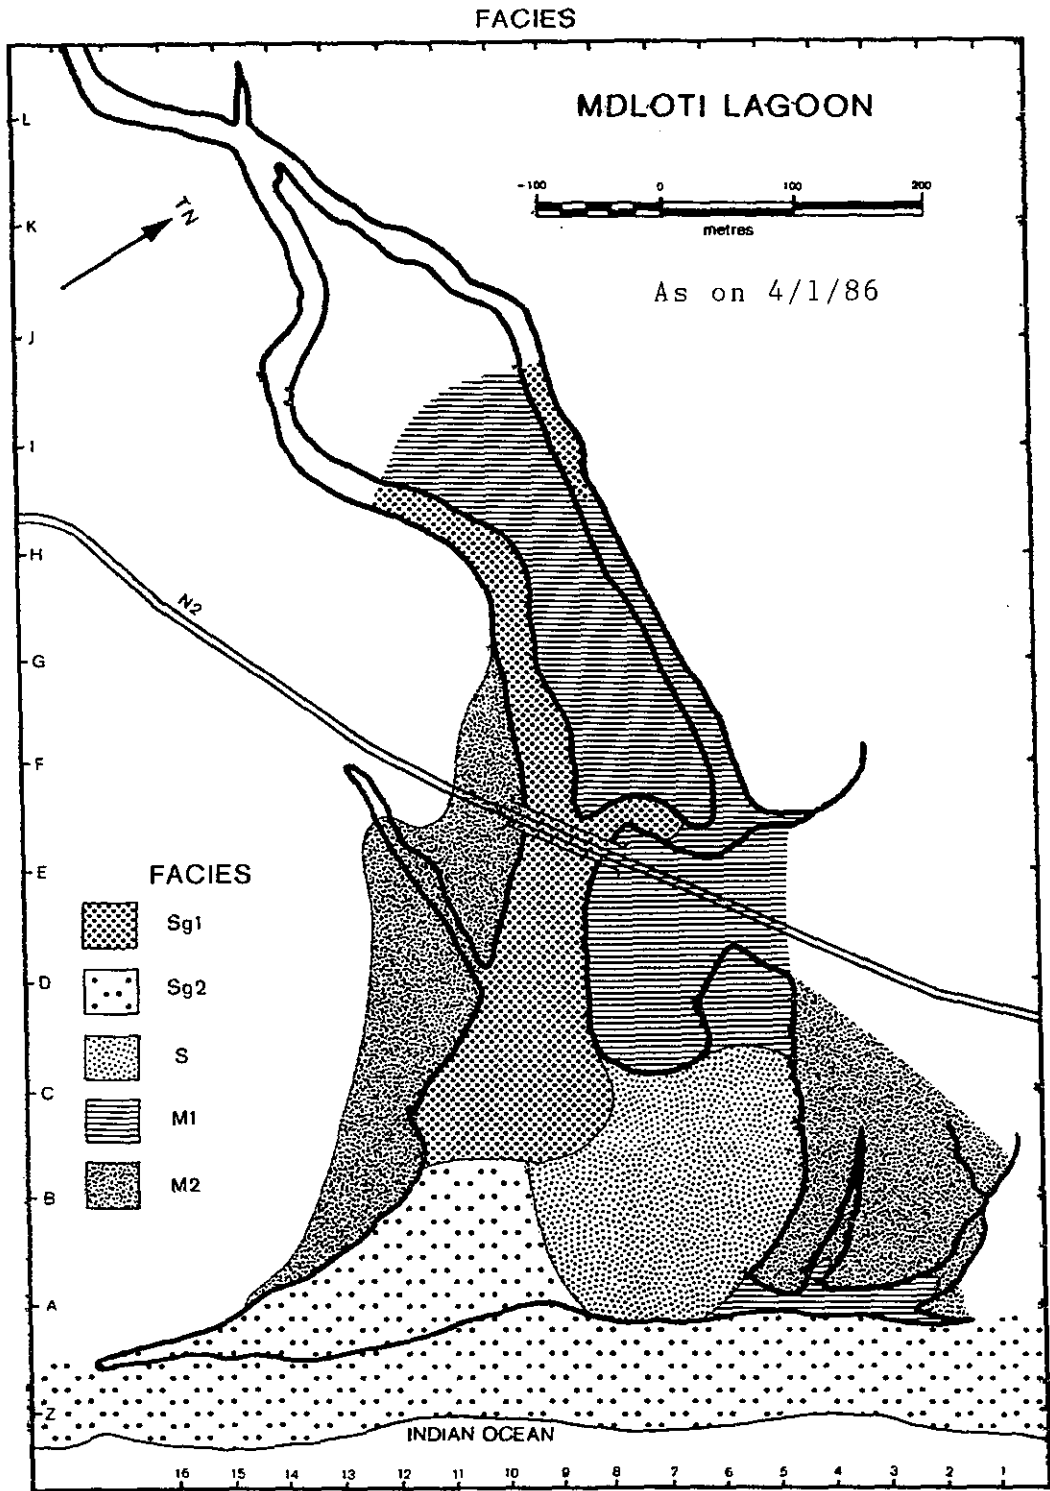 FACIES
MDLOTI LAGOON
-100 0 100 200
metres
TN
As on 4/1/86
L
K
J
I
H
G
F
E
D
C
B
A
Z
N2
FACIES
Sg1
Sg2
S
M1
M2
INDIAN OCEAN
16 15 14 13 12 11 10 9 8 7 6 5 4 3 2 1